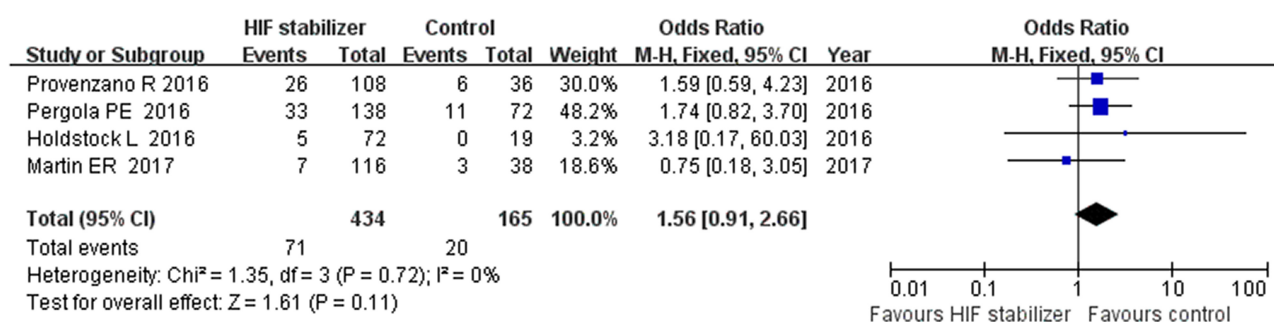 HIF stabilizer Control Odds Ratio Odds Ratio
Study or Subgroup Events Total Events Total Weight M-H, Fixed, 95% CI Year M-H, Fixed, 95% CI
Provenzano R 2016 26 108 6 36 30.0% 1.59 [0.59, 4.23] 2016
Pergola PE 2016 33 138 11 72 48.2% 1.74 [0.82, 3.70] 2016
Holdstock L 2016 5 72 0 19 3.2% 3.18 [0.17, 60.03] 2016
Martin ER 2017 7 116 3 38 18.6% 0.75 [0.18, 3.05] 2017
Total (95% CI) 434 165 100.0% 1.56 [0.91, 2.66]
Total events 71 20
Heterogeneity: Chi² = 1.35, df = 3 (P = 0.72); I² = 0%
Test for overall effect: Z = 1.61 (P = 0.11)
0.01 0.1 1 10 100
Favours HIF stabilizer Favours control